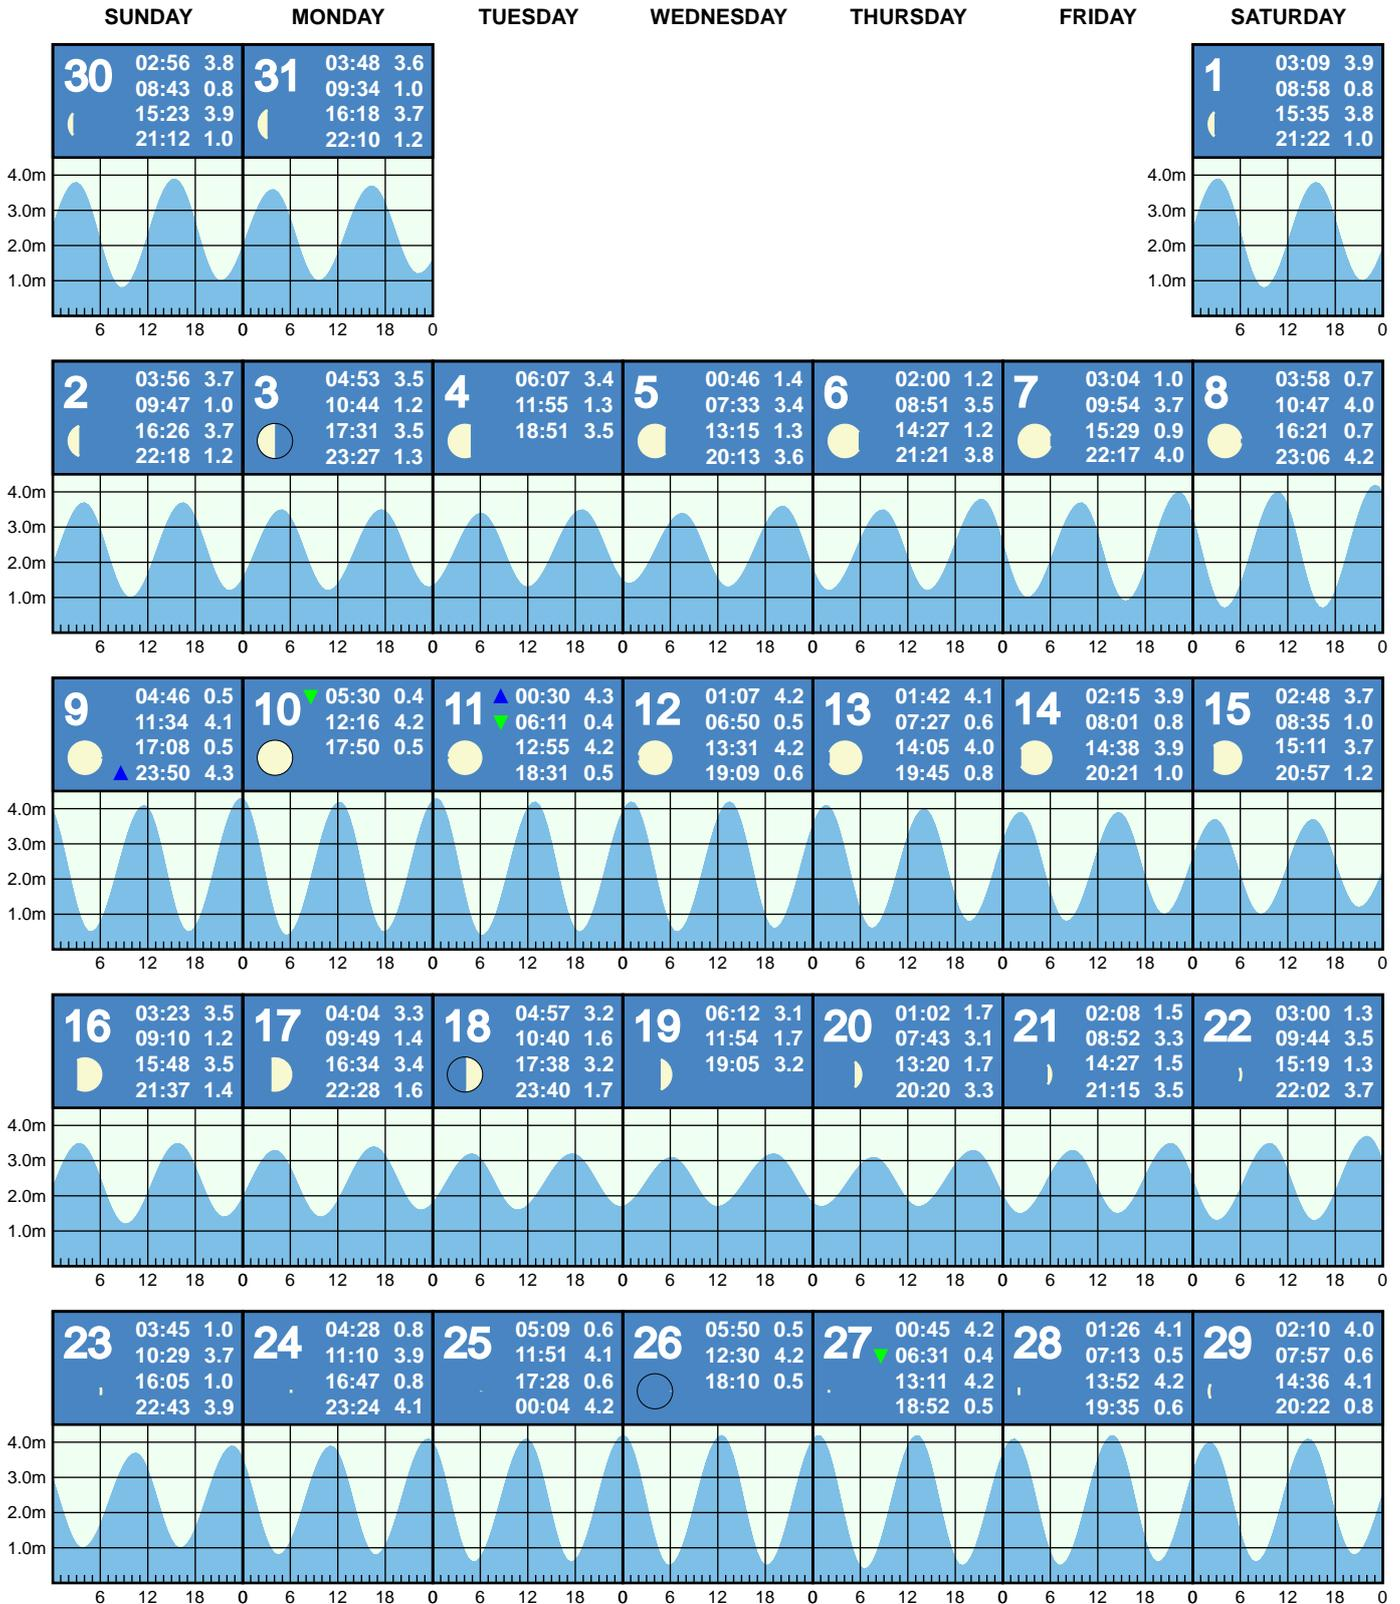 SUNDAY MONDAY TUESDAY WEDNESDAY THURSDAY FRIDAY SATURDAY
30 02:56 3.8
08:43 0.8
15:23 3.9
21:12 1.0
31 03:48 3.6
09:34 1.0
16:18 3.7
22:10 1.2
1 03:09 3.9
08:58 0.8
15:35 3.8
21:22 1.0
4.0m 4.0m
3.0m 3.0m
2.0m 2.0m
1.0m 1.0m
6 12 18 0 6 12 18 0 6 12 18 0
2 03:56 3.7
09:47 1.0
16:26 3.7
22:18 1.2
3 04:53 3.5
10:44 1.2
17:31 3.5
23:27 1.3
4 06:07 3.4
11:55 1.3
18:51 3.5
5 00:46 1.4
07:33 3.4
13:15 1.3
20:13 3.6
6 02:00 1.2
08:51 3.5
14:27 1.2
21:21 3.8
7 03:04 1.0
09:54 3.7
15:29 0.9
22:17 4.0
8 03:58 0.7
10:47 4.0
16:21 0.7
23:06 4.2
4.0m
3.0m
2.0m
1.0m
6 12 18 0 6 12 18 0 6 12 18 0 6 12 18 0 6 12 18 0 6 12 18 0 6 12 18 0
9 04:46 0.5
11:34 4.1
17:08 0.5
23:50 4.3
10 05:30 0.4
12:16 4.2
17:50 0.5
11 00:30 4.3
06:11 0.4
12:55 4.2
18:31 0.5
12 01:07 4.2
06:50 0.5
13:31 4.2
19:09 0.6
13 01:42 4.1
07:27 0.6
14:05 4.0
19:45 0.8
14 02:15 3.9
08:01 0.8
14:38 3.9
20:21 1.0
15 02:48 3.7
08:35 1.0
15:11 3.7
20:57 1.2
4.0m
3.0m
2.0m
1.0m
6 12 18 0 6 12 18 0 6 12 18 0 6 12 18 0 6 12 18 0 6 12 18 0 6 12 18 0
16 03:23 3.5
09:10 1.2
15:48 3.5
21:37 1.4
17 04:04 3.3
09:49 1.4
16:34 3.4
22:28 1.6
18 04:57 3.2
10:40 1.6
17:38 3.2
23:40 1.7
19 06:12 3.1
11:54 1.7
19:05 3.2
20 01:02 1.7
07:43 3.1
13:20 1.7
20:20 3.3
21 02:08 1.5
08:52 3.3
14:27 1.5
21:15 3.5
22 03:00 1.3
09:44 3.5
15:19 1.3
22:02 3.7
4.0m
3.0m
2.0m
1.0m
6 12 18 0 6 12 18 0 6 12 18 0 6 12 18 0 6 12 18 0 6 12 18 0 6 12 18 0
23 03:45 1.0
10:29 3.7
16:05 1.0
22:43 3.9
24 04:28 0.8
11:10 3.9
16:47 0.8
23:24 4.1
25 05:09 0.6
11:51 4.1
17:28 0.6
00:04 4.2
26 05:50 0.5
12:30 4.2
18:10 0.5
27 00:45 4.2
06:31 0.4
13:11 4.2
18:52 0.5
28 01:26 4.1
07:13 0.5
13:52 4.2
19:35 0.6
29 02:10 4.0
07:57 0.6
14:36 4.1
20:22 0.8
4.0m
3.0m
2.0m
1.0m
6 12 18 0 6 12 18 0 6 12 18 0 6 12 18 0 6 12 18 0 6 12 18 0 6 12 18 0